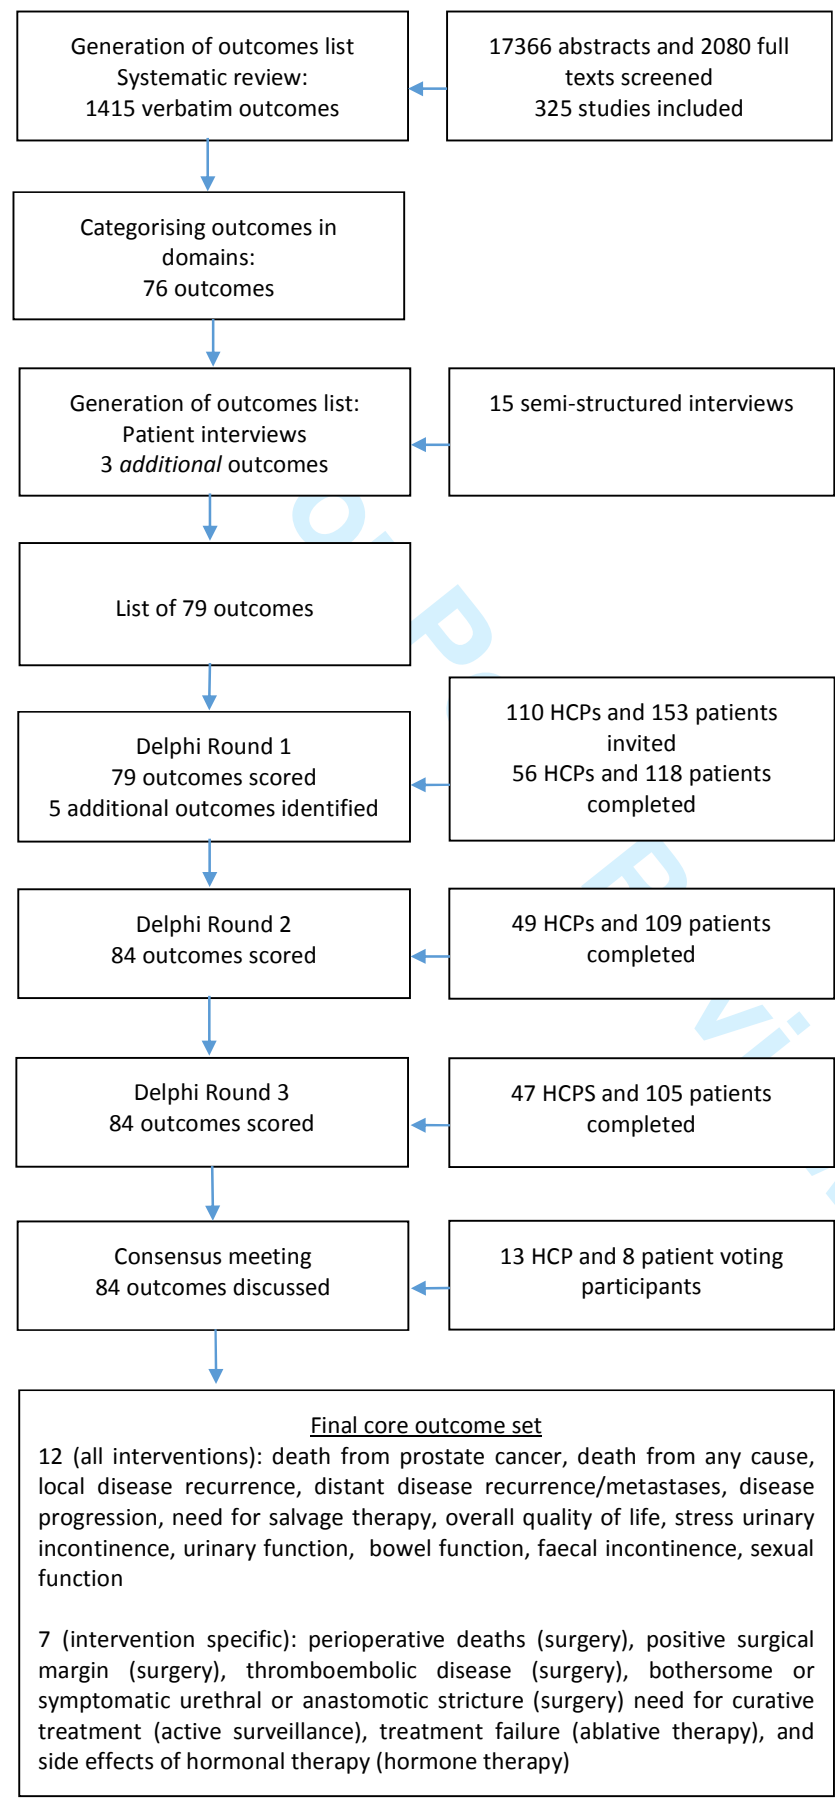 Generation of outcomes list
Systematic review:
1415 verbatim outcomes
17366 abstracts and 2080 full
texts screened
325 studies included
Categorising outcomes in
domains:
76 outcomes
Generation of outcomes list:
Patient interviews
3 additional outcomes
15 semi-structured interviews
List of 79 outcomes
Delphi Round 1
79 outcomes scored
5 additional outcomes identified
110 HCPs and 153 patients
invited
56 HCPs and 118 patients
completed
Delphi Round 2
84 outcomes scored
49 HCPs and 109 patients
completed
Delphi Round 3
84 outcomes scored
47 HCPS and 105 patients
completed
Consensus meeting
84 outcomes discussed
13 HCP and 8 patient voting
participants
Final core outcome set
12 (all interventions): death from prostate cancer, death from any cause,
local disease recurrence, distant disease recurrence/metastases, disease
progression, need for salvage therapy, overall quality of life, stress urinary
incontinence, urinary function, bowel function, faecal incontinence, sexual
function
7 (intervention specific): perioperative deaths (surgery), positive surgical
margin (surgery), thromboembolic disease (surgery), bothersome or
symptomatic urethral or anastomotic stricture (surgery) need for curative
treatment (active surveillance), treatment failure (ablative therapy), and
side effects of hormonal therapy (hormone therapy)